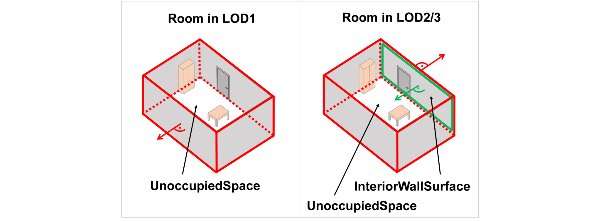 Room in LOD1
Room in LOD2/3
UnoccupiedSpace
InteriorWallSurface
UnoccupiedSpace